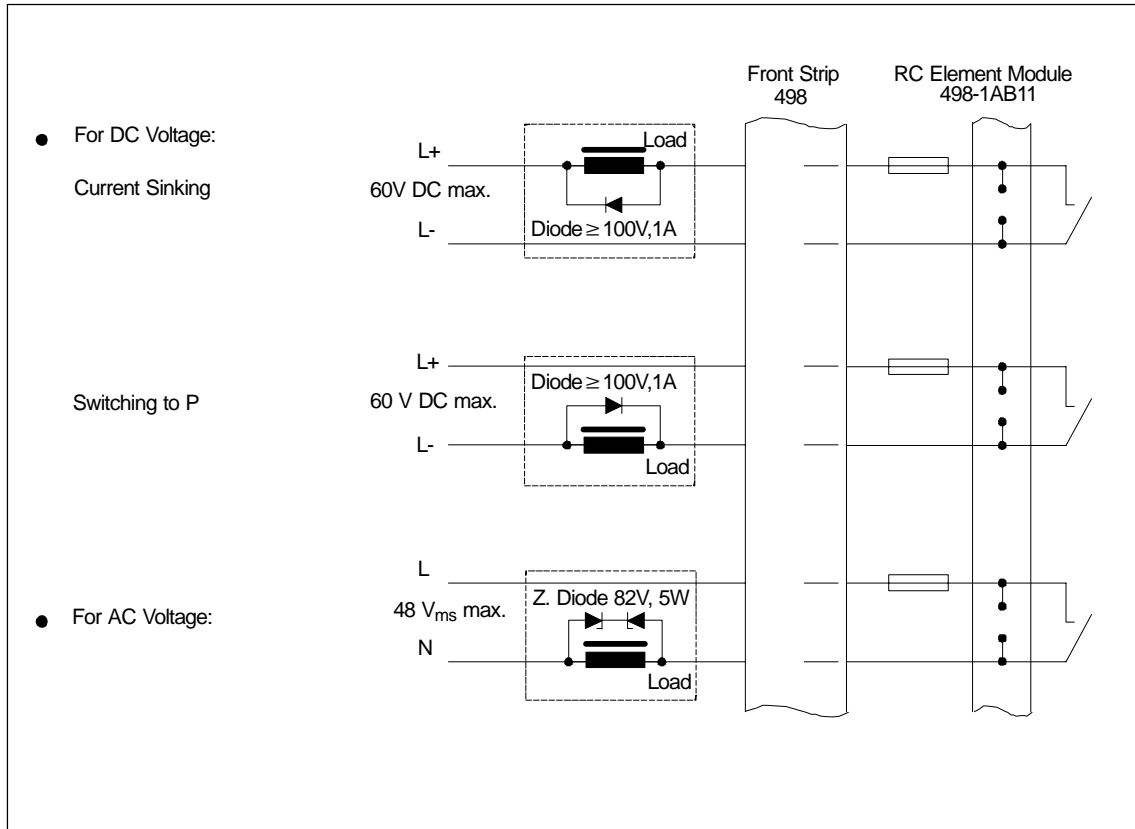 Front Strip
498
RC Element Module
498-1AB11
● For DC Voltage:
Current Sinking
L+
60V DC max.
L-
Load
Diode ≥ 100V,1A
Switching to P
L+
60 V DC max.
L-
Diode ≥ 100V,1A
Load
● For AC Voltage:
L
48 Vms max.
N
Z. Diode 82V, 5W
Load